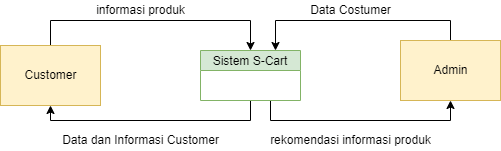 informasi produk
Data Costumer
Customer
Sistem S-Cart
Admin
Data dan Informasi Customer
rekomendasi informasi produk